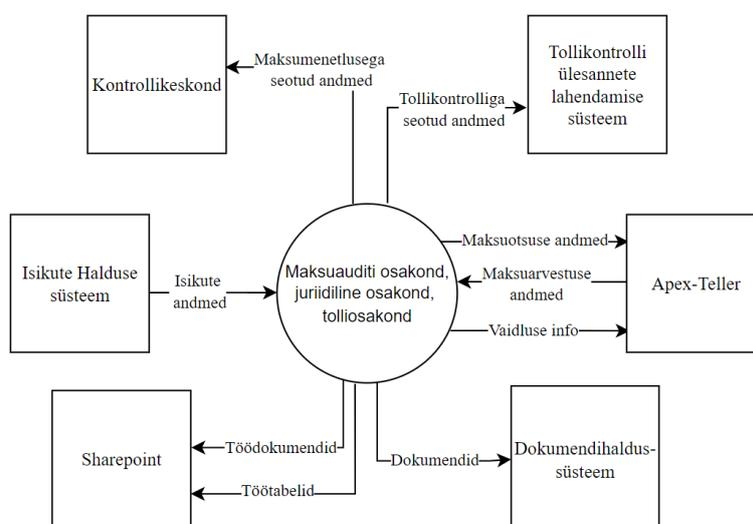 Kontrollikeskond
Maksumenetlusega
seotud andmed
Tollikontrolliga
seotud andmed
Tollikontrolli
ülesannete
lahendamise
süsteem
Isikute Halduse
süsteem
Isikute
andmed
Maksuauditi osakond,
juriidiline osakond,
tolliosakond
Maksuotsuse andmed
Maksuarvestuse
andmed
Vaidluse info
Apex-Teller
Sharepoint
Töödokumendid
Töötabelid
Dokumendid
Dokumendihaldus-
süsteem